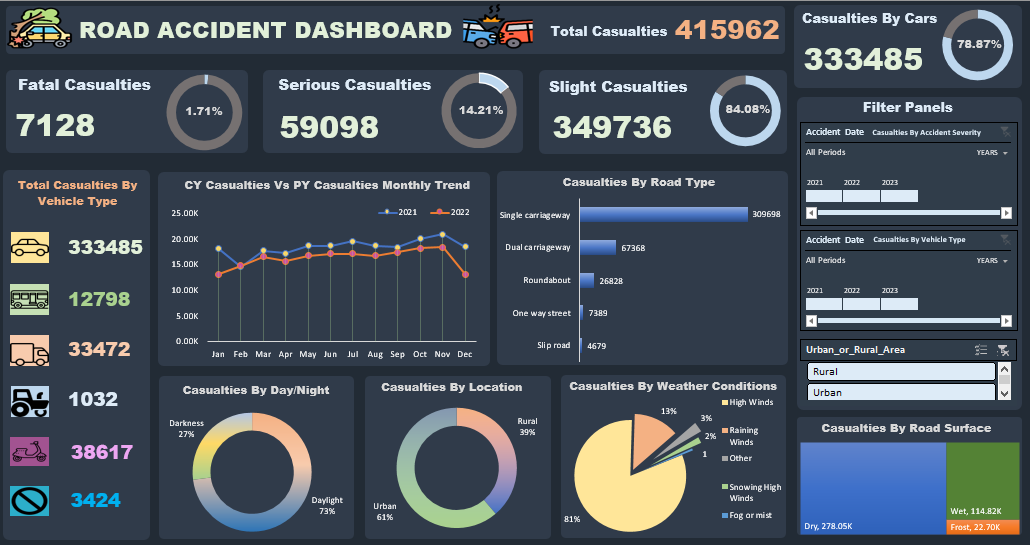 ROAD ACCIDENT DASHBOARD
Total Casualties 415962
Casualties By Cars
333485
78.87%
Fatal Casualties
7128
1.71%
Serious Casualties
59098
14.21%
Slight Casualties
349736
84.08%
Total Casualties By
Vehicle Type
333485
12798
33472
1032
38617
3424
CY Casualties Vs PY Casualties Monthly Trend
2021 2022
25.00K
20.00K
15.00K
10.00K
5.00K
0.00K
Jan Feb Mar Apr May Jun Jul Aug Sep Oct Nov Dec
Casualties By Road Type
Single carriageway 309698
Dual carriageway 67368
Roundabout 26828
One way street 7389
Slip road 4679
Casualties By Day/Night
Darkness
27%
Daylight
73%
Casualties By Location
Rural
39%
Urban
61%
Casualties By Weather Conditions
High Winds
Raining
Winds
Other
Snowing High
Winds
Fog or mist
13%
3%
2%
1
81%
Filter Panels
Accident Date Casualties By Accident Severity
All Periods YEARS
2021 2022 2023
Accident Date Casualties By Vehicle Type
All Periods YEARS
2021 2022 2023
Urban_or_Rural_Area
Rural
Urban
Casualties By Road Surface
Dry, 278.05K
Wet, 114.82K
Frost, 22.70K